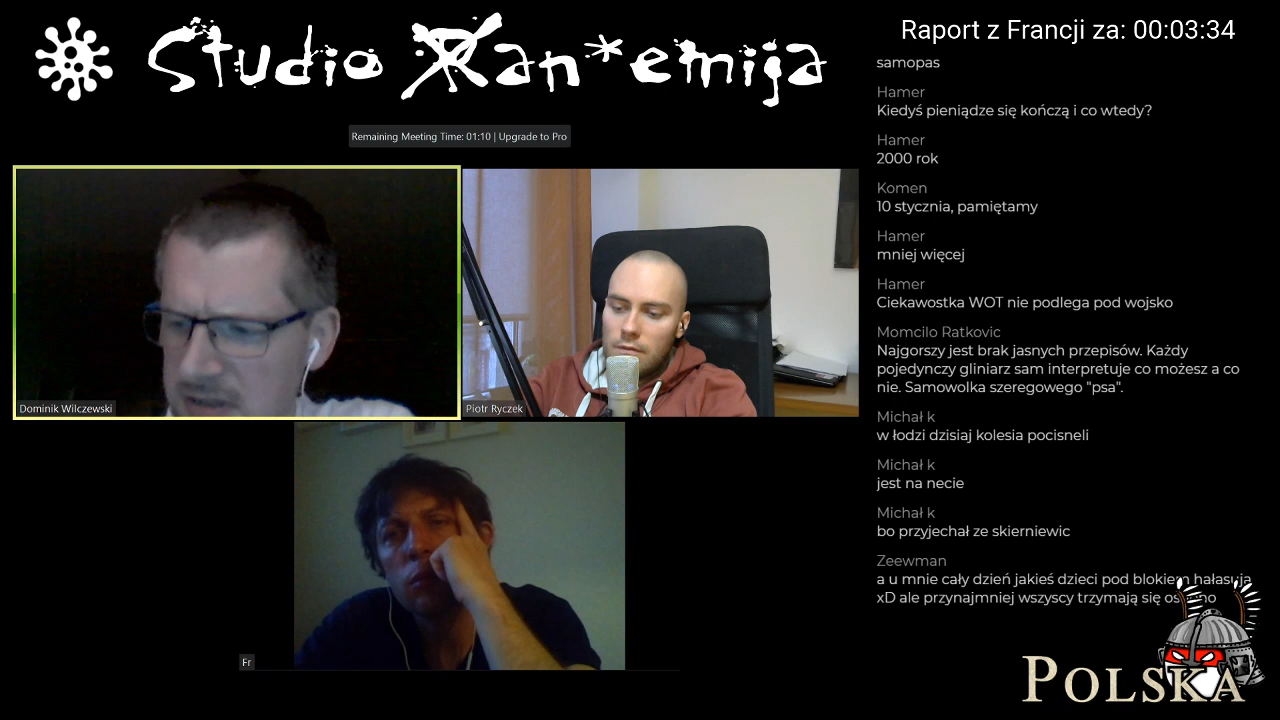 Studio Pan*emija
Raport z Francji za: 00:03:34
Remaining Meeting Time: 01:10 | Upgrade to Pro
Dominik Wilczewski
Piotr Ryczek
Fr
samopas
Hamer
Kiedyś pieniądze się kończą i co wtedy?
Hamer
2000 rok
Komen
10 stycznia, pamiętamy
Hamer
mniej więcej
Hamer
Ciekawostka WOT nie podlega pod wojsko
Momcilo Ratkovic
Najgorszy jest brak jasnych przepisów. Każdy
pojedynczy gliniarz sam interpretuje co możesz a co
nie. Samowolka szeregowego "psa".
Michał k
w łodzi dzisiaj kolesia pocisneli
Michał k
jest na necie
Michał k
bo przyjechał ze skierniewic
Zeewman
a u mnie cały dzień jakieś dzieci pod blokiem hałasują
xD ale przynajmniej wszyscy trzymają się
POLSKA